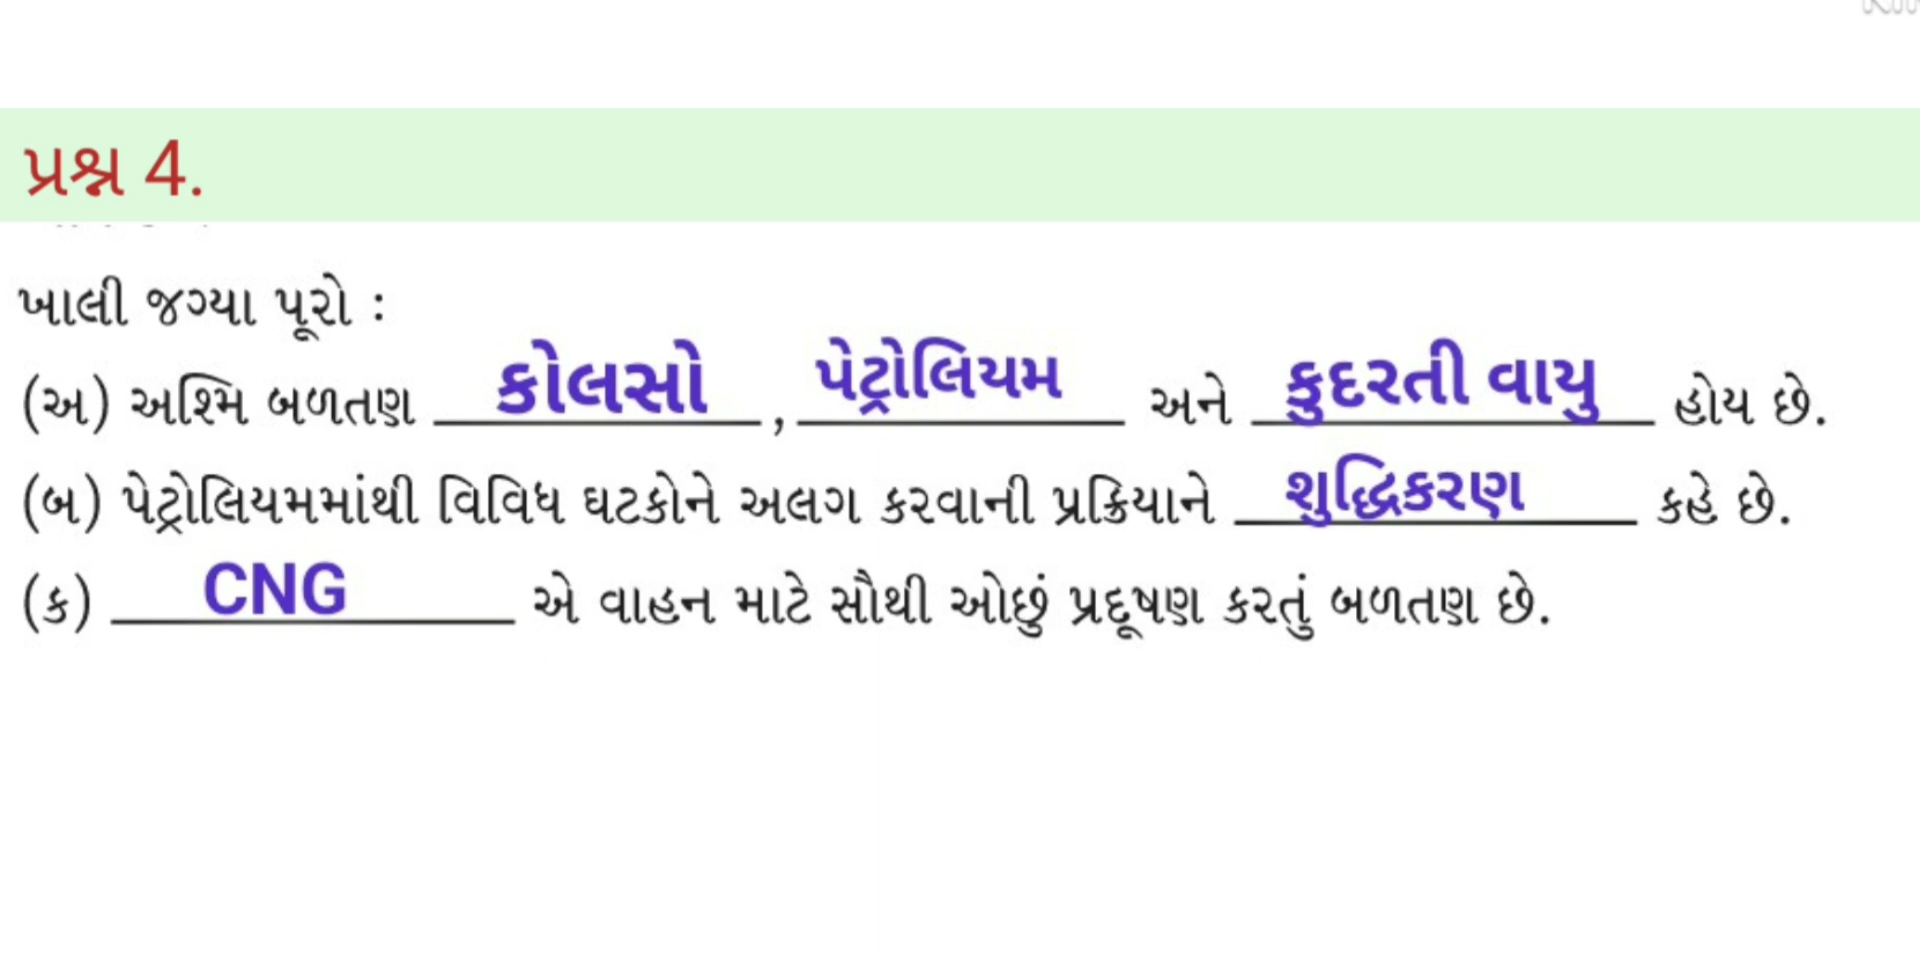 પ્રશ્ન 4.
ખાલી જગ્યા પૂરો :
(અ) અશ્મિ બળતણ કોલસો , પેટ્રોલિયમ અને કુદરતી વાયુ હોય છે.
(બ) પેટ્રોલિયમમાંથી વિવિધ ઘટકોને અલગ કરવાની પ્રક્રિયાને શુદ્ધિકરણ કહે છે.
(ક) CNG એ વાહન માટે સૌથી ઓછું પ્રદૂષણ કરતું બળતણ છે.